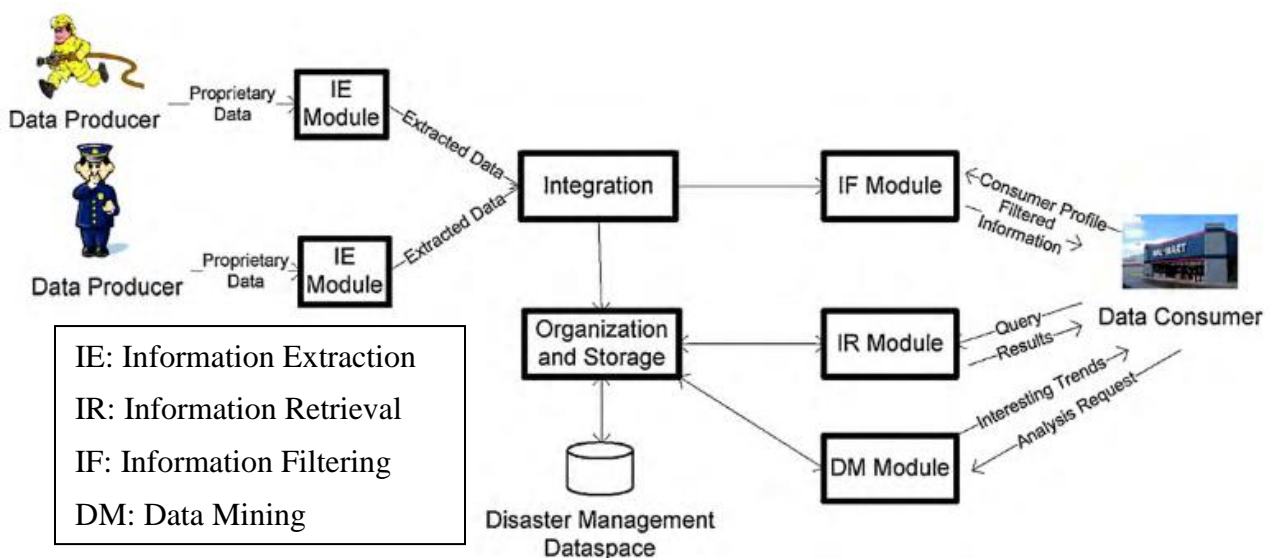 Data Producer
Proprietary
Data
IE
Module
Extracted Data
Data Producer
Proprietary
Data
IE
Module
Extracted Data
Integration
IF Module
Consumer Profile
Filtered
Information
WAL*MART
Data Consumer
Organization
and Storage
IR Module
Query
Results
Interesting Trends
Analysis Request
DM Module
Disaster Management
Dataspace
IE: Information Extraction
IR: Information Retrieval
IF: Information Filtering
DM: Data Mining